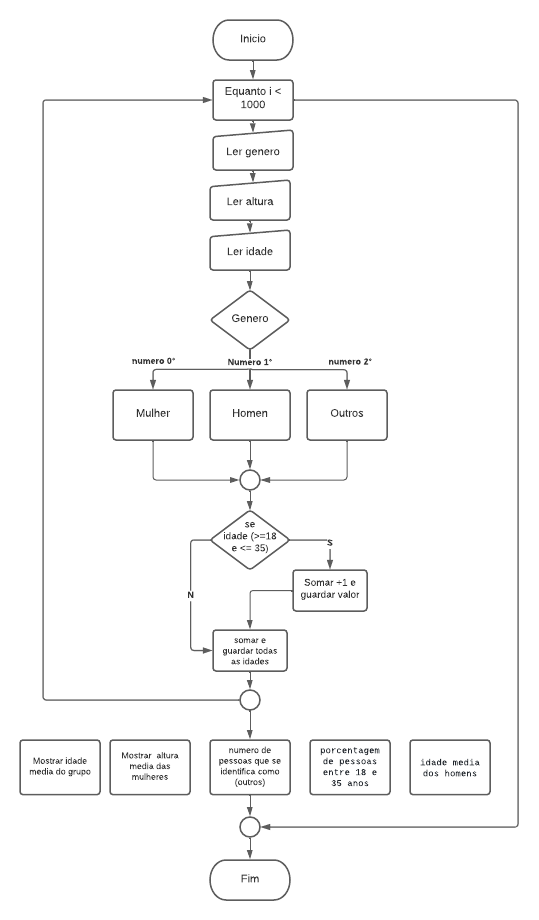 Inicio
Equanto i <
1000
Ler genero
Ler altura
Ler idade
Genero
numero 0°
Numero 1°
numero 2°
Mulher
Homen
Outros
se
idade (>=18
e <= 35)
S
Somar +1 e
guardar valor
N
somar e
guardar todas
as idades
Mostrar idade
media do grupo
Mostrar altura
media das
mulheres
numero de
pessoas que se
identifica como
(outros)
porcentagem
de pessoas
entre 18 e
35 anos
idade media
dos homens
Fim